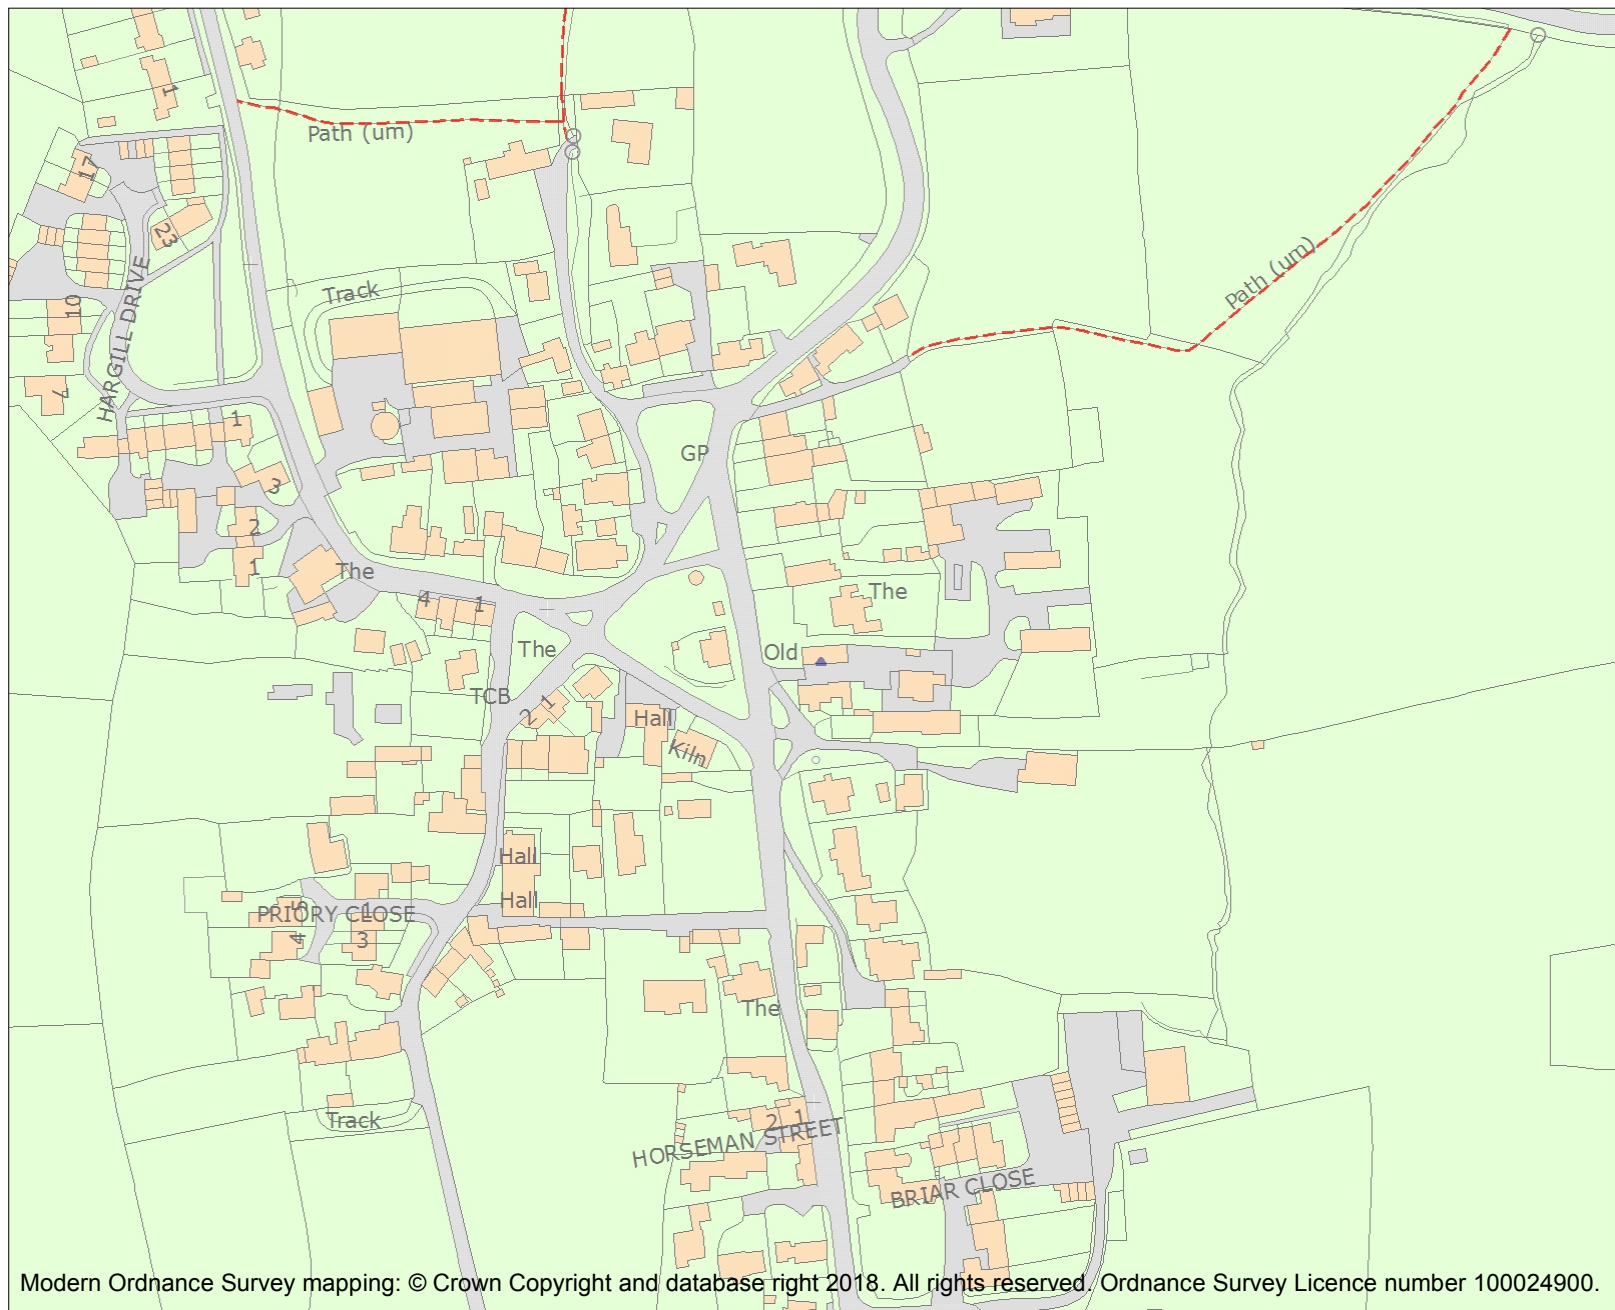 1
Path (um)
17
23
Path (um)
HARGILL DRIVE
Track
10
7
1
GP
3
2
1
The
The
4 1
The
Old
TCB
2 1
Hall
Kiln
Hall
Hall
PRIORY CLOSE
5
1
4
3
The
Track
2 1
HORSEMAN STREET
BRIAR CLOSE
Modern Ordnance Survey mapping: © Crown Copyright and database right 2018. All rights reserved. Ordnance Survey Licence number 100024900.